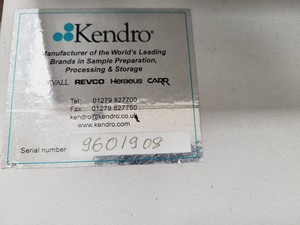 Kendro®
Manufacturer of the World's Leading
Brands in Sample Preparation,
Processing & Storage
REVCO Heraeus CARR
Tel: 01279 827700
Fax: 01279 827750
kendro@kendro.co.uk
www.kendro.com
Serial number 9601908